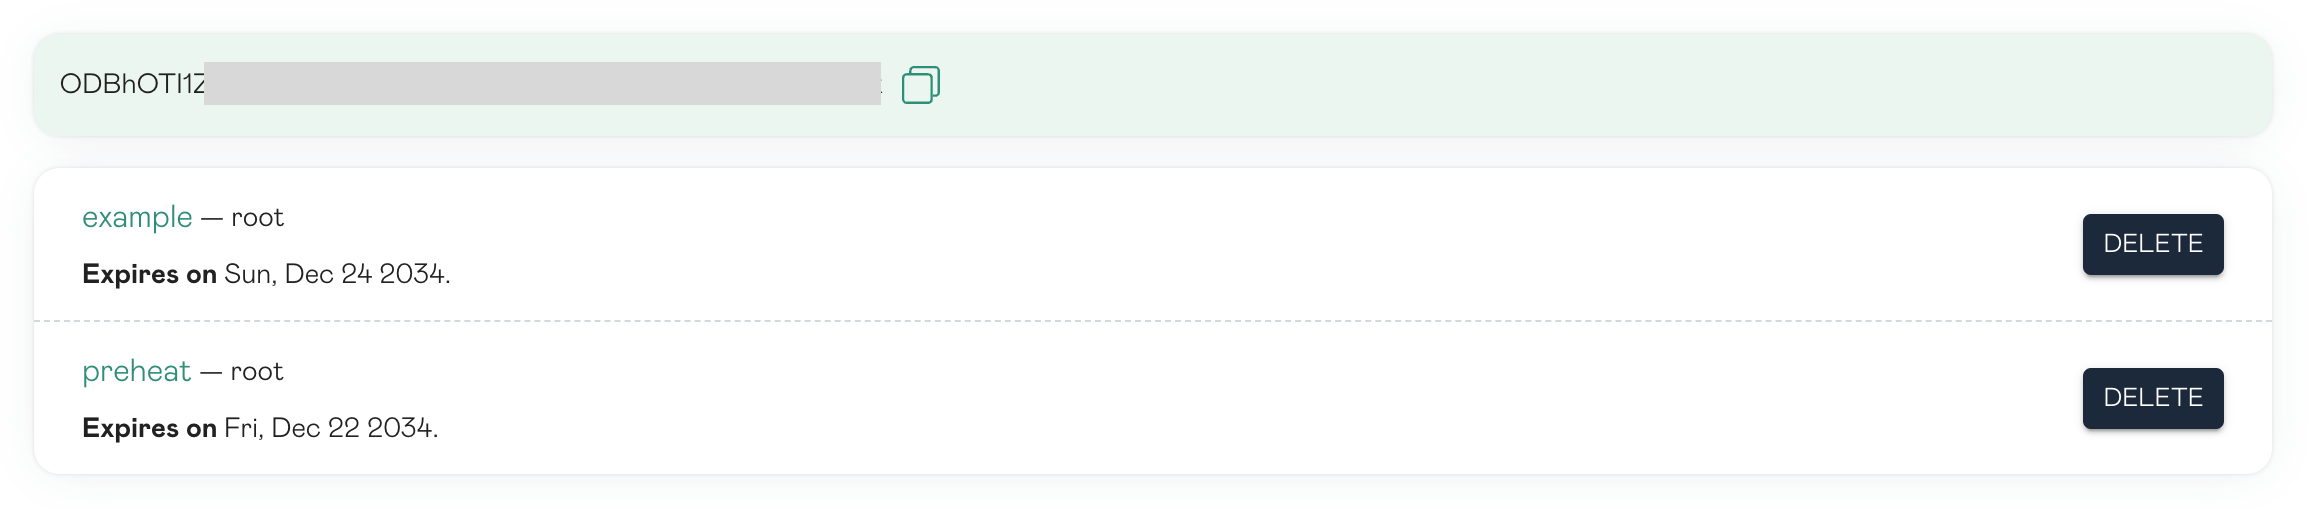 ODBhOTI1Z
example — root
Expires on Sun, Dec 24 2034.
DELETE
preheat — root
Expires on Fri, Dec 22 2034.
DELETE